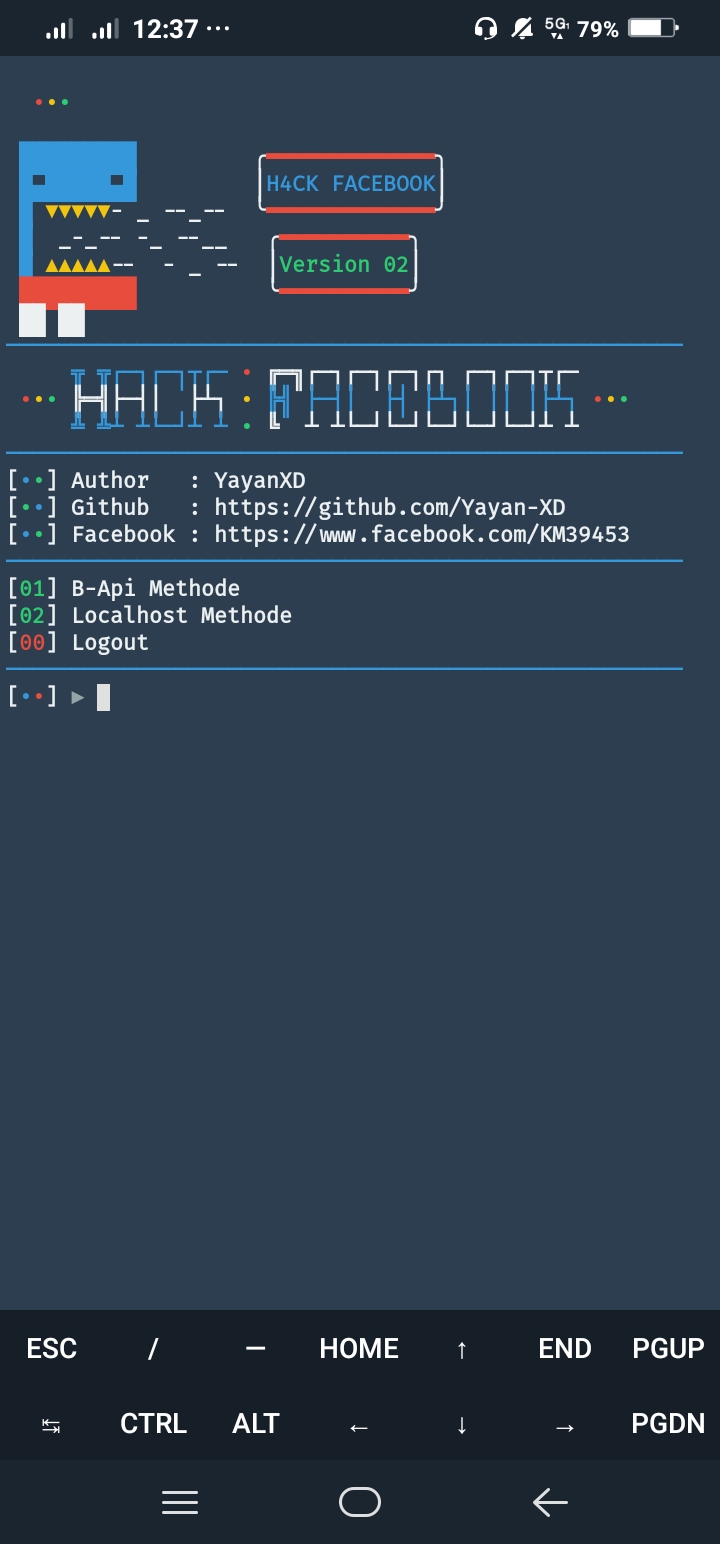 12:37 ··· 5G 79%
H4CK FACEBOOK
Version 02
HACK : FACEBOOK
[··] Author : YayanXD
[··] Github : https://github.com/Yayan-XD
[··] Facebook : https://www.facebook.com/KM39453
[01] B-Api Methode
[02] Localhost Methode
[00] Logout
[··] ►
ESC / — HOME ↑ END PGUP
↹ CTRL ALT ← ↓ → PGDN